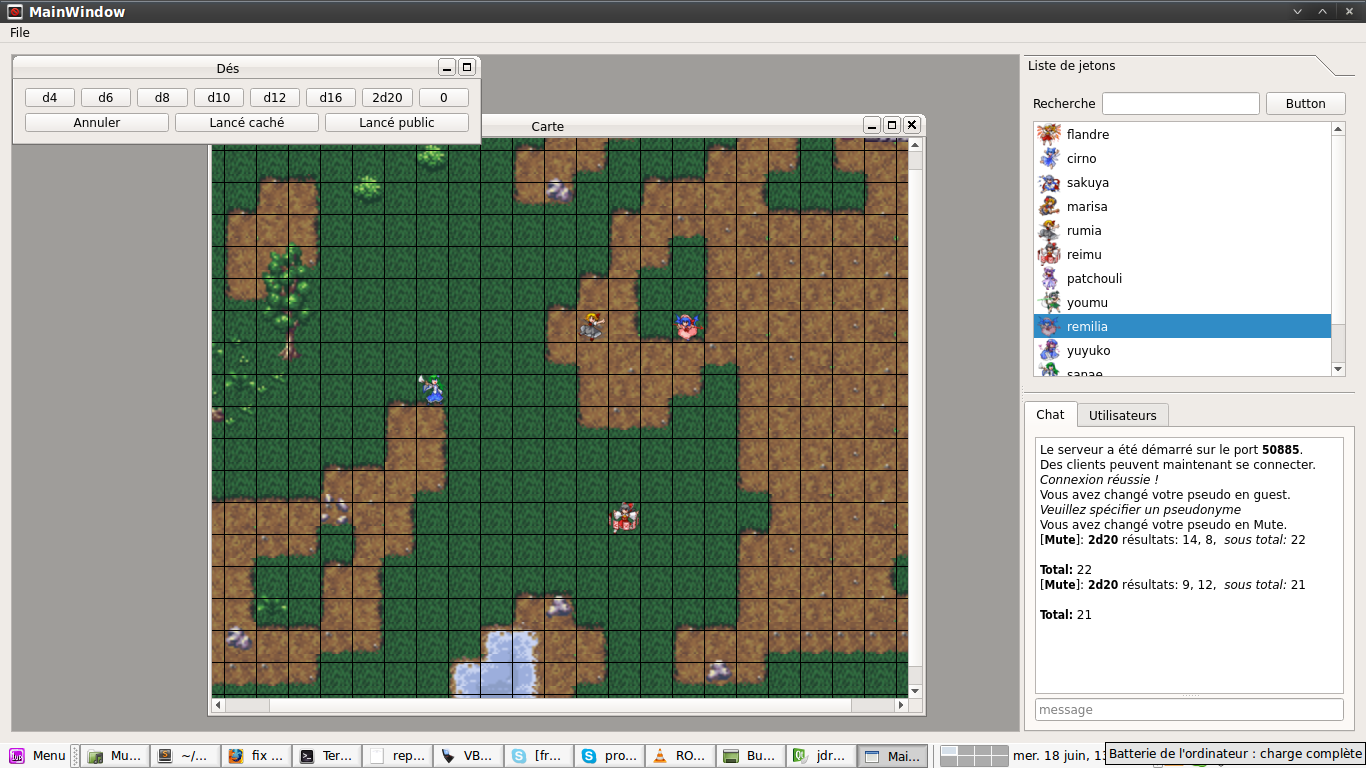 MainWindow
File
Dés
d4 d6 d8 d10 d12 d16 2d20 0
Annuler Lancé caché Lancé public
Carte
Liste de jetons
Recherche Button
flandre
cirno
sakuya
marisa
rumia
reimu
patchouli
youmu
remilia
yuyuko
sanae
Chat Utilisateurs
Le serveur a été démarré sur le port 50885.
Des clients peuvent maintenant se connecter.
Connexion réussie !
Vous avez changé votre pseudo en guest.
Veuillez spécifier un pseudonyme
Vous avez changé votre pseudo en Mute.
[Mute]: 2d20 résultats: 14, 8, sous total: 22
Total: 22
[Mute]: 2d20 résultats: 9, 12, sous total: 21
Total: 21
message
Menu Mu... ~/... fix ... Ter... rep... VB... [fr... pro... RO... Bu... jdr... Mai... mer. 18 juin, 1
Batterie de l'ordinateur : charge complète